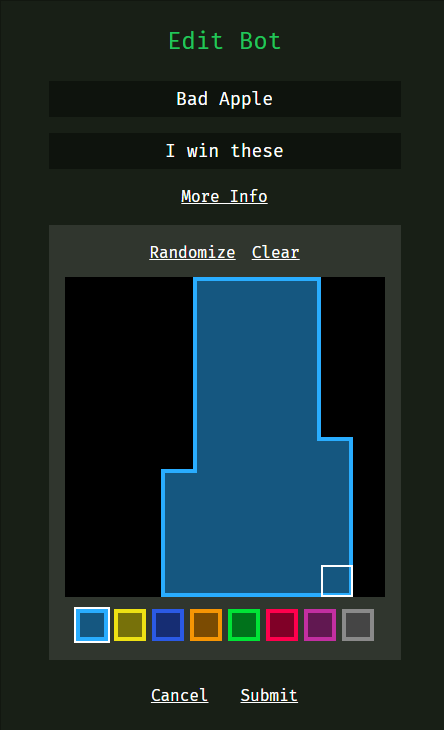 Edit Bot
Bad Apple
I win these
More Info
Randomize Clear
Cancel Submit